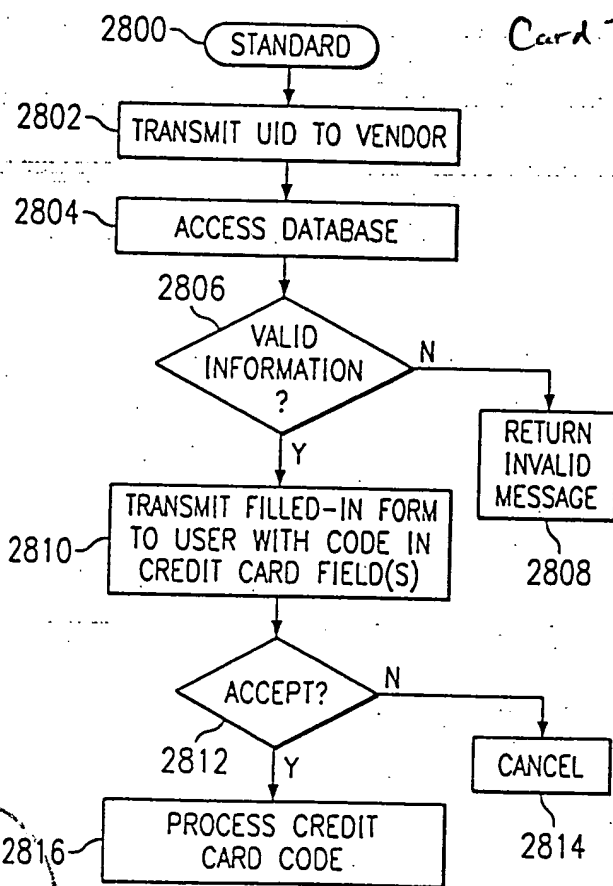 2800
STANDARD
Card
2802
TRANSMIT UID TO VENDOR
2804
ACCESS DATABASE
2806
VALID
INFORMATION
?
N
Y
RETURN
INVALID
MESSAGE
2808
2810
TRANSMIT FILLED-IN FORM
TO USER WITH CODE IN
CREDIT CARD FIELD(S)
ACCEPT?
N
2812
Y
CANCEL
2814
2816
PROCESS CREDIT
CARD CODE